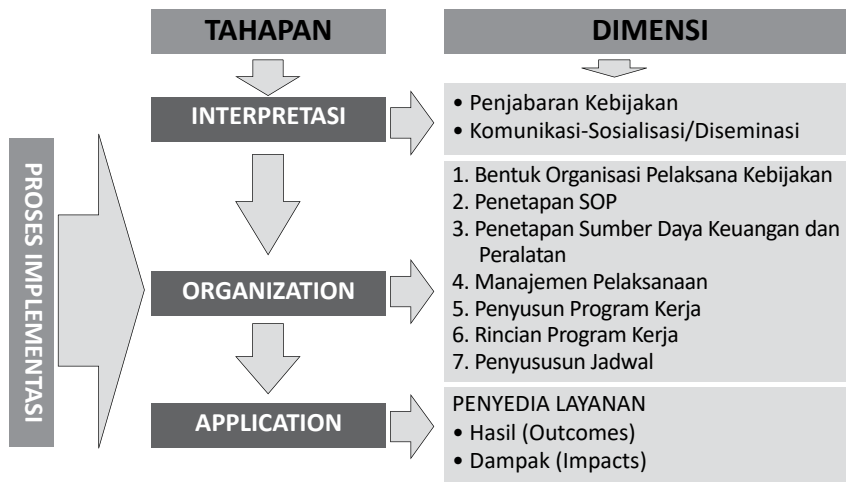 TAHAPAN
DIMENSI
PROSES IMPLEMENTASI
INTERPRETASI
• Penjabaran Kebijakan
• Komunikasi-Sosialisasi/Diseminasi
ORGANIZATION
1. Bentuk Organisasi Pelaksana Kebijakan
2. Penetapan SOP
3. Penetapan Sumber Daya Keuangan dan
Peralatan
4. Manajemen Pelaksanaan
5. Penyusun Program Kerja
6. Rincian Program Kerja
7. Penyususun Jadwal
APPLICATION
PENYEDIA LAYANAN
• Hasil (Outcomes)
• Dampak (Impacts)